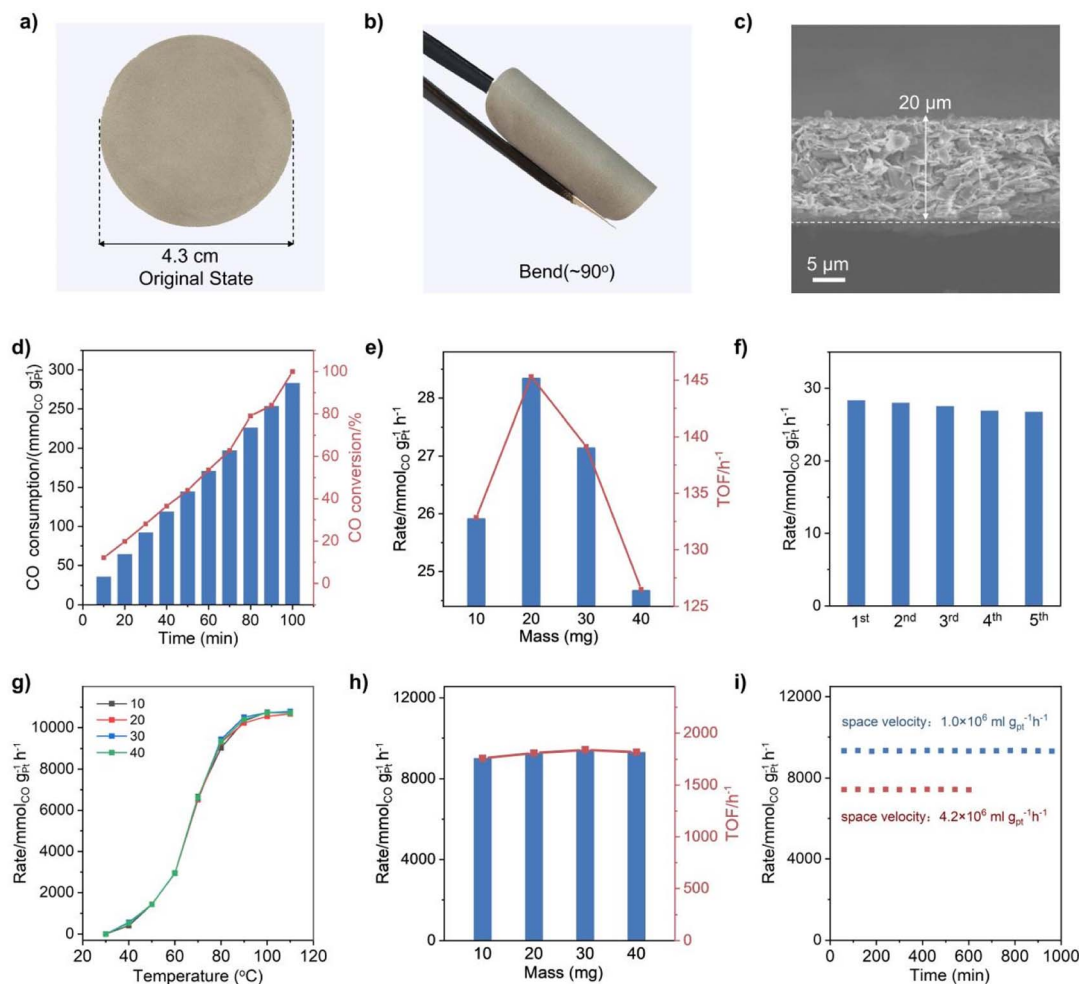 a)
4.3 cm
Original State
b)
Bend(~90°)
c)
20 μm
5 μm
d)
CO consumption/(mmol_CO g_Pt^-1)
300
250
200
150
100
50
0
20 40 60 80 100
Time (min)
100
80
60
40
20
0
CO conversion/%
e)
Rate/mmol_CO g_Pt^-1 h^-1
28
27
26
25
10 20 30 40
Mass (mg)
145
140
135
130
125
TOF/h^-1
f)
Rate/mmol_CO g_Pt^-1 h^-1
30
20
10
0
1st 2nd 3rd 4th 5th
g)
Rate/mmol_CO g_Pt^-1 h^-1
10000
8000
6000
4000
2000
0
10
20
30
40
20 40 60 80 100 120
Temperature (°C)
h)
Rate/mmol_CO g_Pt^-1 h^-1
12000
8000
4000
0
10 20 30 40
Mass (mg)
2000
1500
1000
500
0
TOF/h^-1
i)
Rate/mmol_CO g_Pt^-1 h^-1
12000
8000
4000
0
space velocity：1.0×10^6 ml g_pt^-1h^-1
space velocity：4.2×10^6 ml g_pt^-1h^-1
0 200 400 600 800 1000
Time (min)